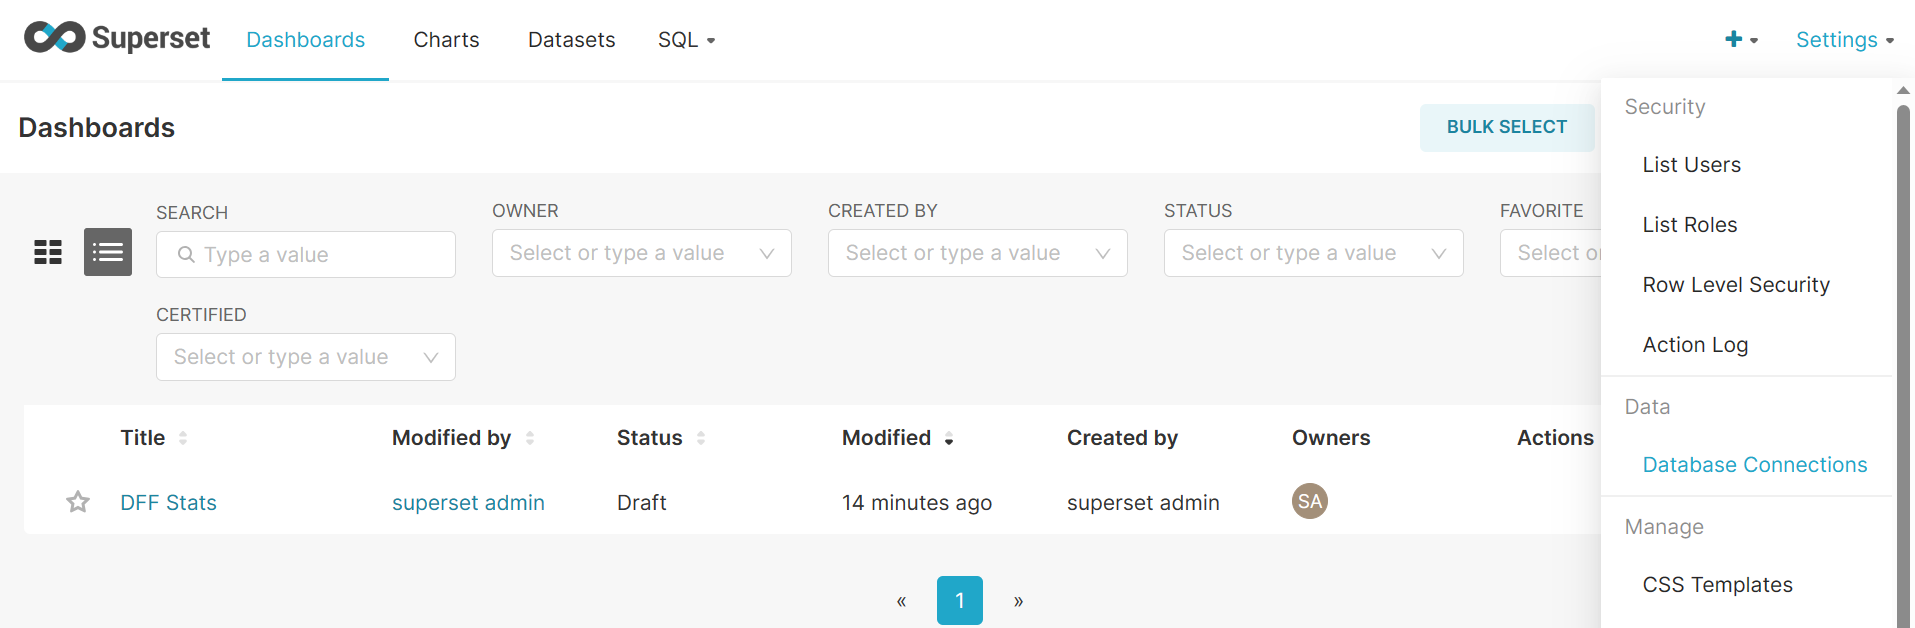 Superset Dashboards Charts Datasets SQL + Settings
Dashboards BULK SELECT
Security
List Users
List Roles
Row Level Security
Action Log
Data
Database Connections
Manage
CSS Templates
SEARCH OWNER CREATED BY STATUS FAVORITE
Type a value Select or type a value Select or type a value Select or type a value Select
CERTIFIED
Select or type a value
Title Modified by Status Modified Created by Owners Actions
DFF Stats superset admin Draft 14 minutes ago superset admin SA
« 1 »